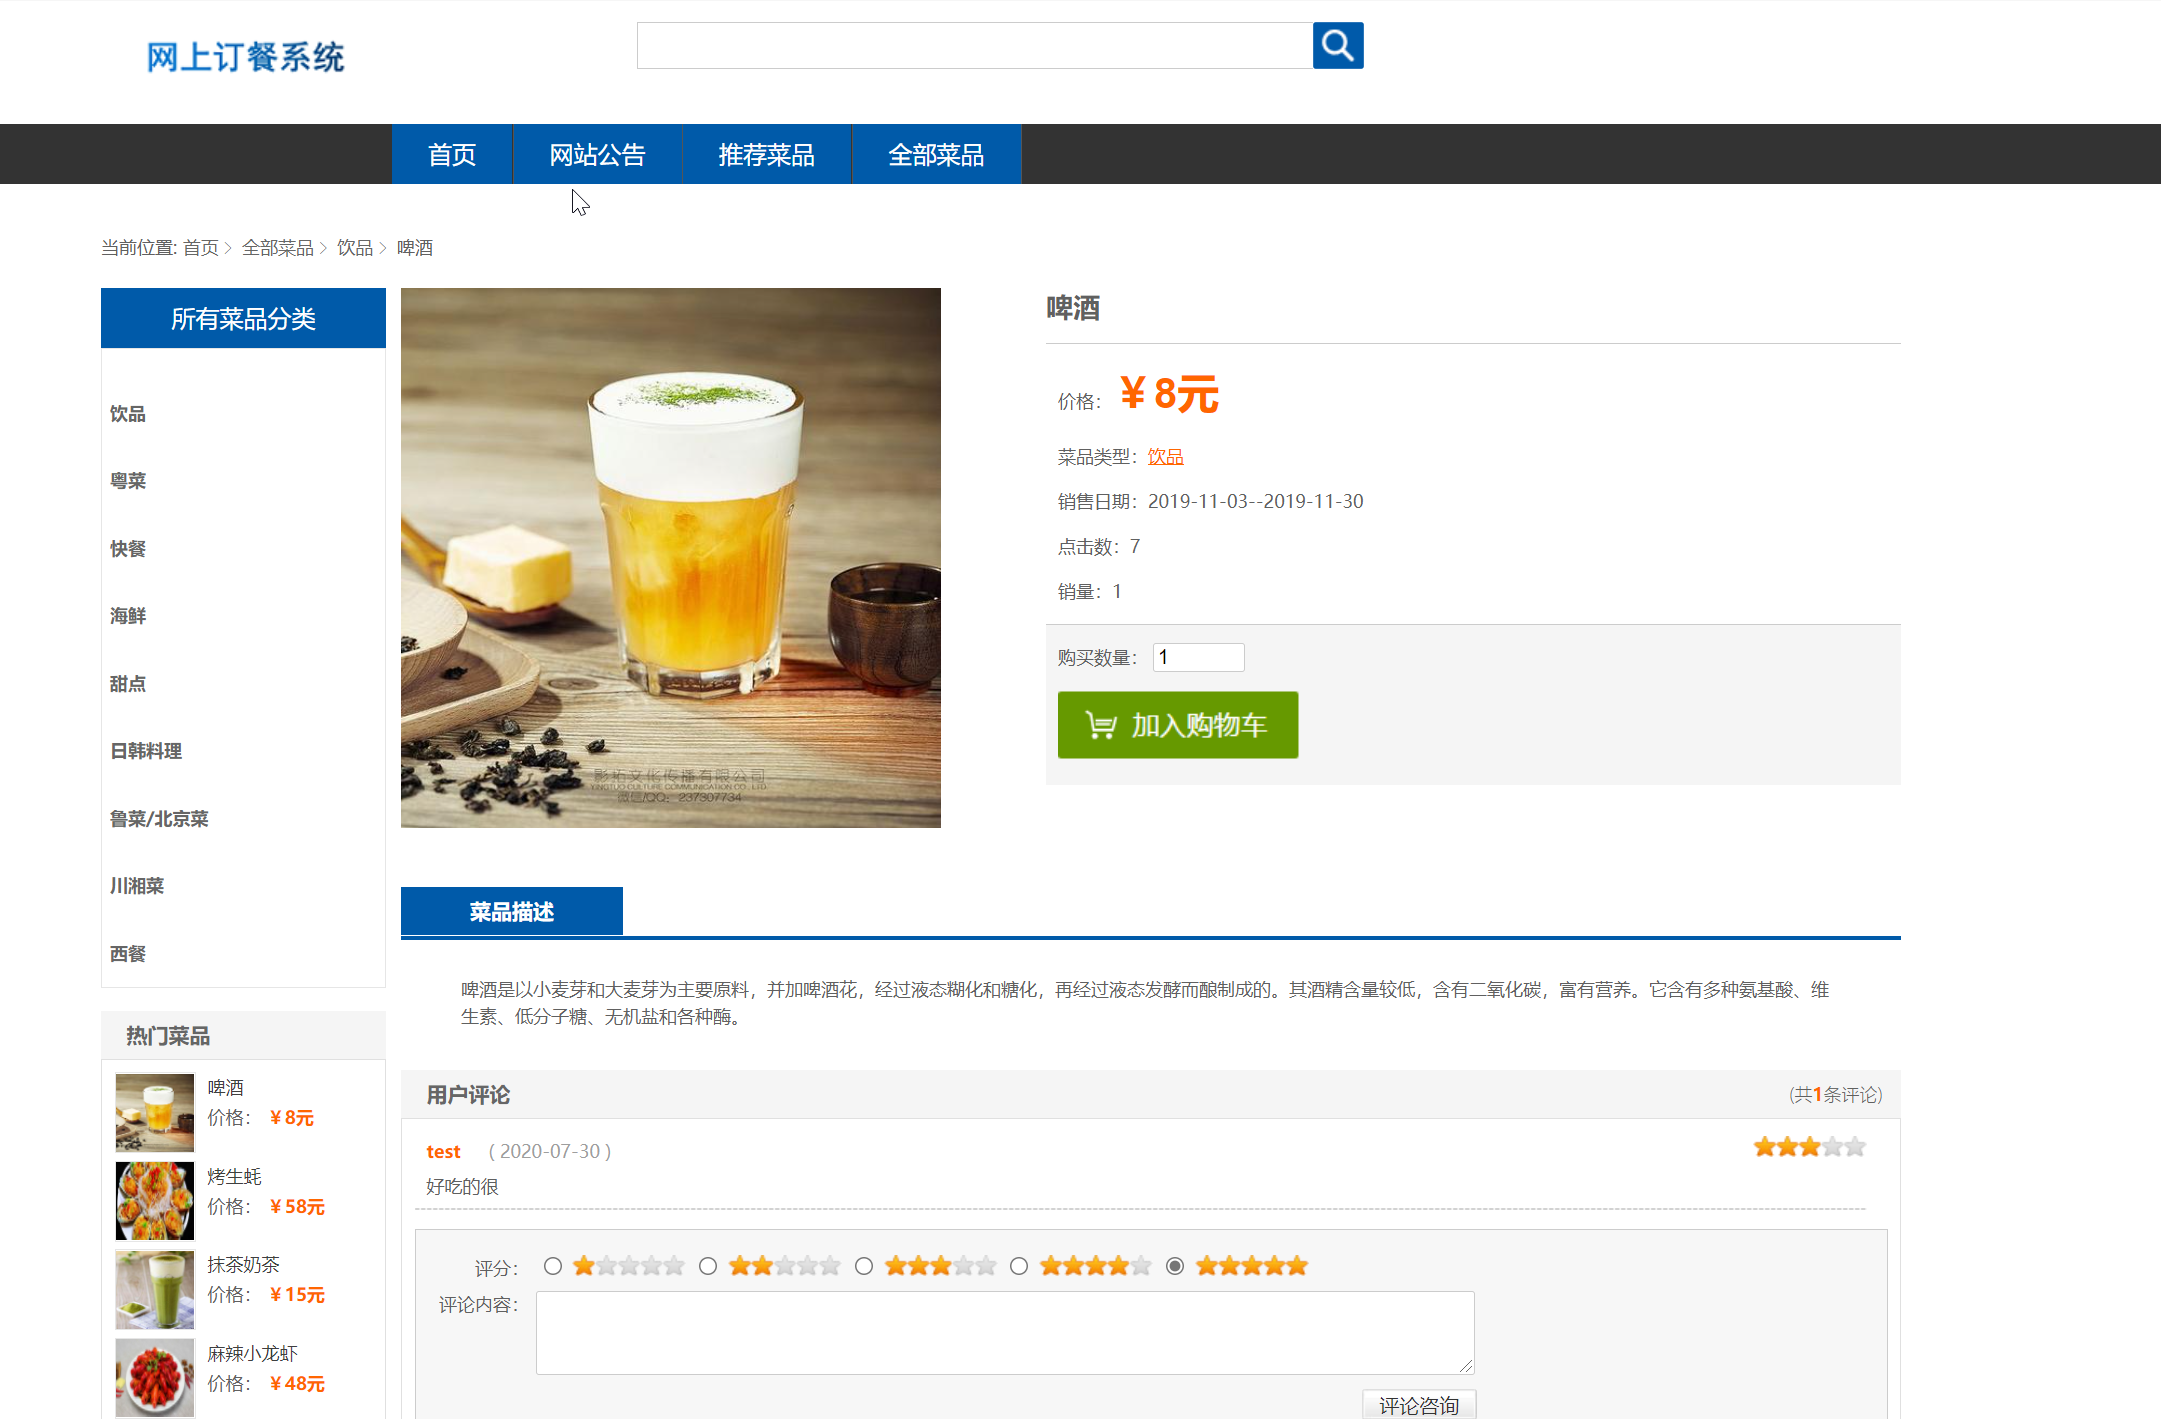 网上订餐系统
首页
网站公告
推荐菜品
全部菜品
当前位置: 首页> 全部菜品> 饮品> 啤酒
所有菜品分类
饮品
粤菜
快餐
海鲜
甜点
日韩料理
鲁菜/北京菜
川湘菜
西餐
热门菜品
啤酒
价格： ￥8元
烤生蚝
价格： ￥58元
抹茶奶茶
价格： ￥15元
麻辣小龙虾
价格： ￥48元
影拓文化传播有限公司
YINGTUO CULTURE COMMUNICATION CO. LTD.
微信/QQ: 237307734
啤酒
价格： ￥8元
菜品类型：饮品
销售日期：2019-11-03--2019-11-30
点击数：7
销量：1
购买数量： 1
加入购物车
菜品描述
啤酒是以小麦芽和大麦芽为主要原料，并加啤酒花，经过液态糊化和糖化，再经过液态发酵而酿制成的。其酒精含量较低，含有二氧化碳，富有营养。它含有多种氨基酸、维
生素、低分子糖、无机盐和各种酶。
用户评论
(共1条评论)
test ( 2020-07-30 )
好吃的很
评分：
评论内容：
评论咨询